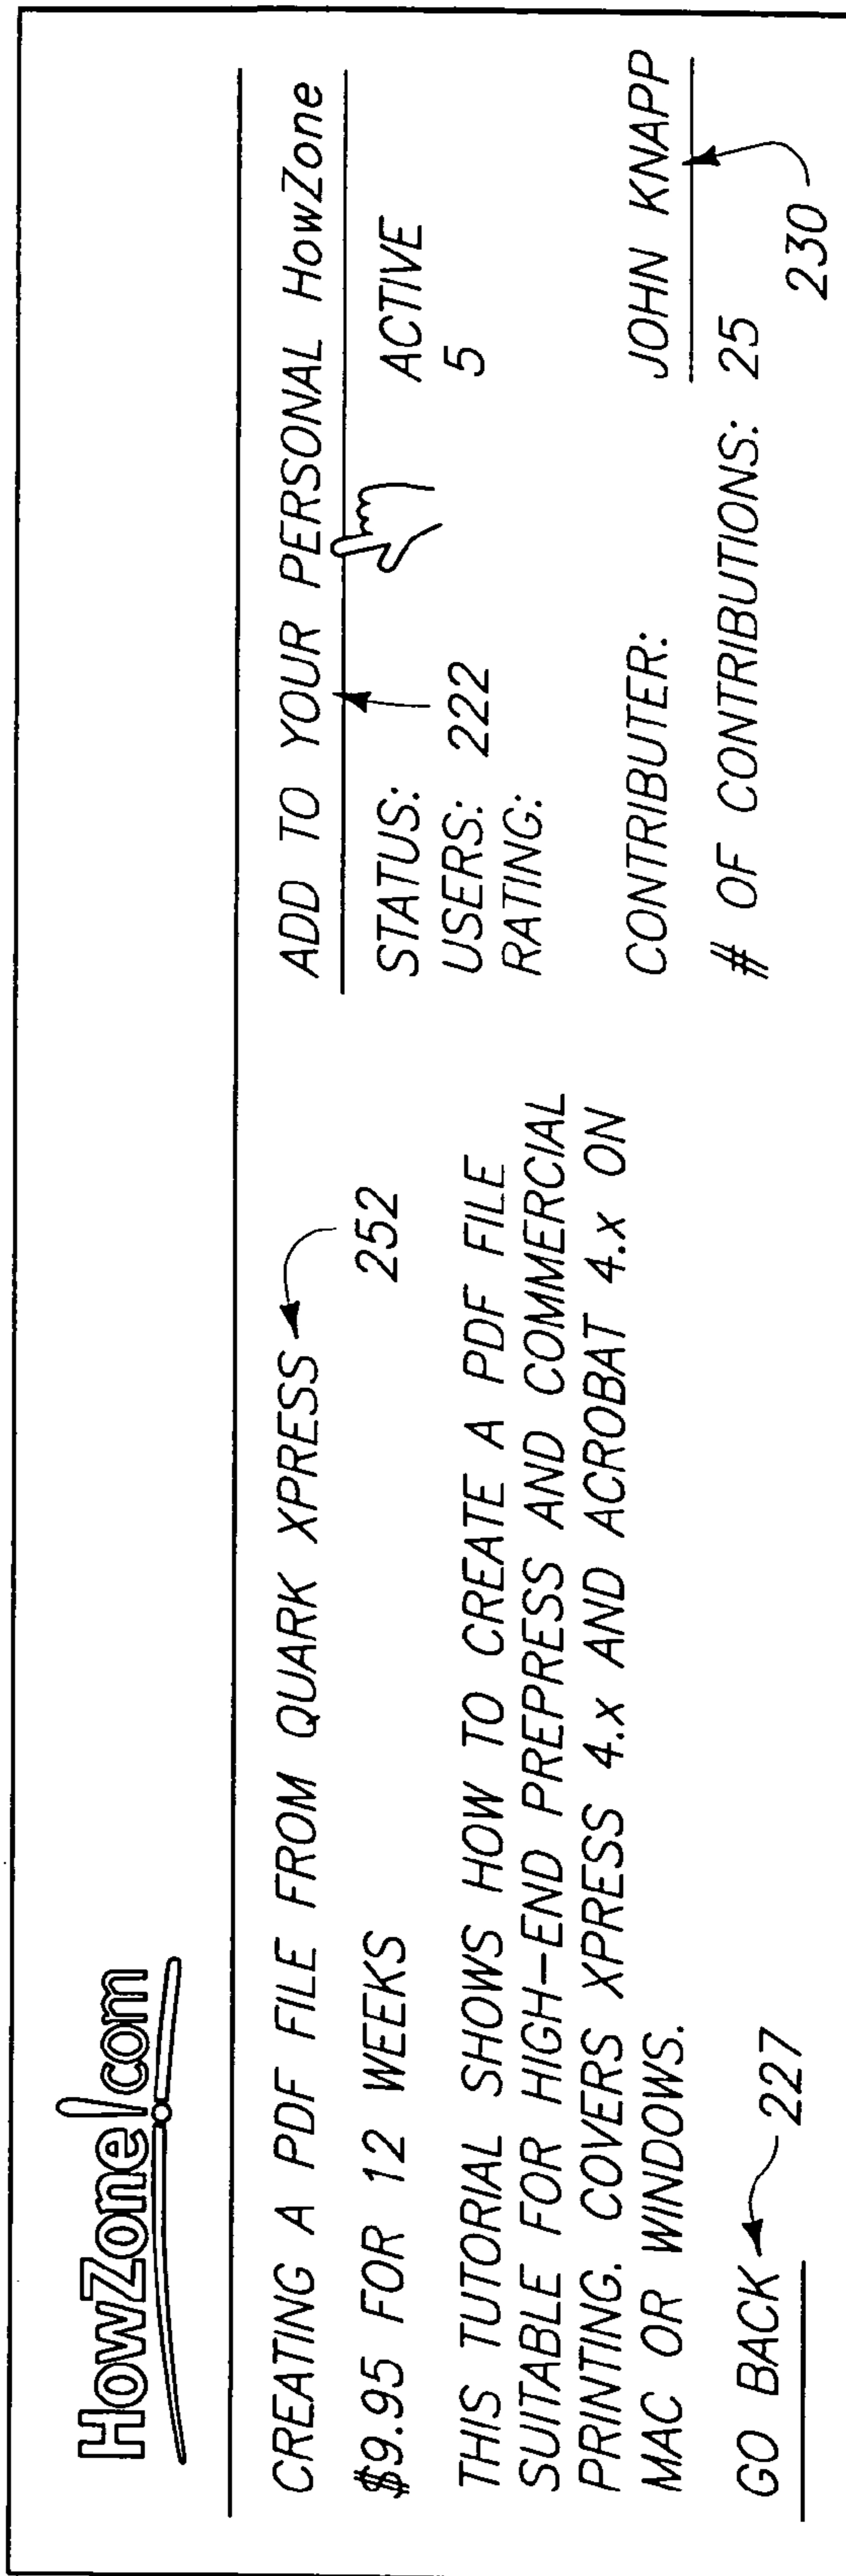 HowZone!com
CREATING A PDF FILE FROM QUARK XPRESS
252
$9.95 FOR 12 WEEKS
THIS TUTORIAL SHOWS HOW TO CREATE A PDF FILE
SUITABLE FOR HIGH-END PREPRESS AND COMMERCIAL
PRINTING. COVERS XPRESS 4.x AND ACROBAT 4.x ON
MAC OR WINDOWS.
GO BACK 227
ADD TO YOUR PERSONAL HowZone
STATUS: ACTIVE
USERS: 222 5
RATING:
CONTRIBUTER: JOHN KNAPP
# OF CONTRIBUTIONS: 25
230